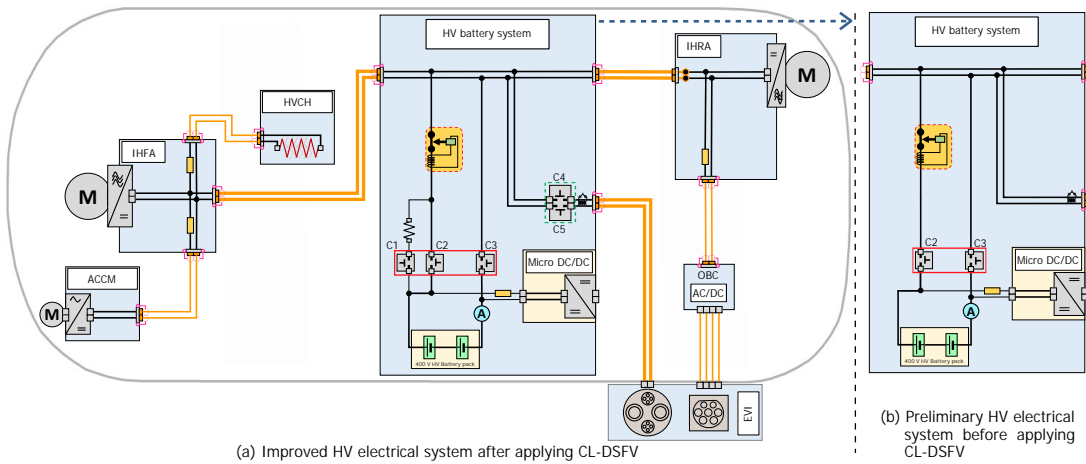 HV battery system
IHRA
M
HVCH
M
IHFA
C4
C5
C1
C2
C3
Micro DC/DC
ACCM
M
A
400 V HV Battery pack
OBC
AC/DC
EVI
(a) Improved HV electrical system after applying CL-DSFV
HV battery system
C2
C3
Micro DC/DC
A
400 V HV Battery pack
(b) Preliminary HV electrical
system before applying
CL-DSFV